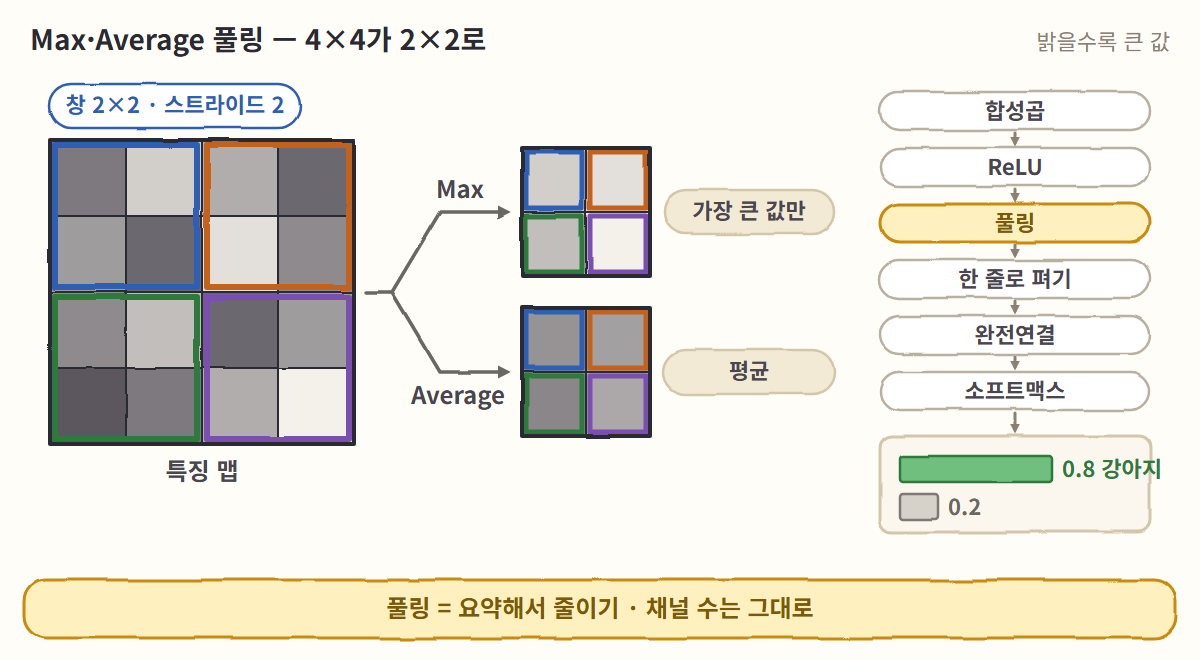 Max·Average 풀링 — 4×4가 2×2로
밝을수록 큰 값
창 2×2 · 스트라이드 2
특징 맵
Max
Average
가장 큰 값만
평균
합성곱
ReLU
풀링
한 줄로 펴기
완전연결
소프트맥스
0.8 강아지
0.2
풀링 = 요약해서 줄이기 · 채널 수는 그대로